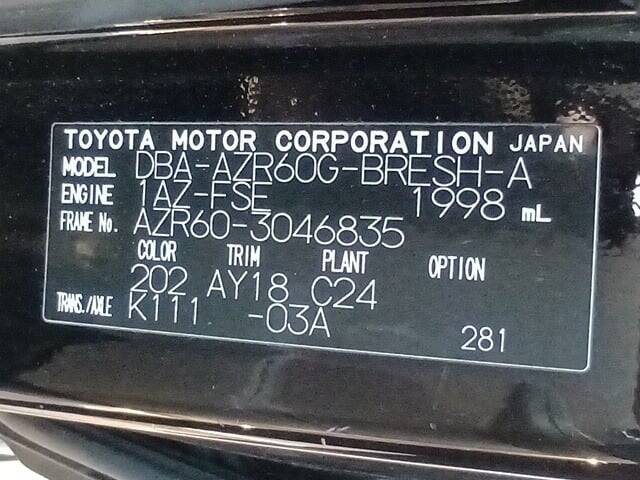 TOYOTA MOTOR CORPORATION JAPAN
MODEL DBA-AZR60G-BRESH-A
ENGINE 1AZ-FSE 1998 mL
FRAME No. AZR60-3046835
COLOR TRIM PLANT OPTION
202 AY18 C24
TRANS./AXLE K111 -03A
281